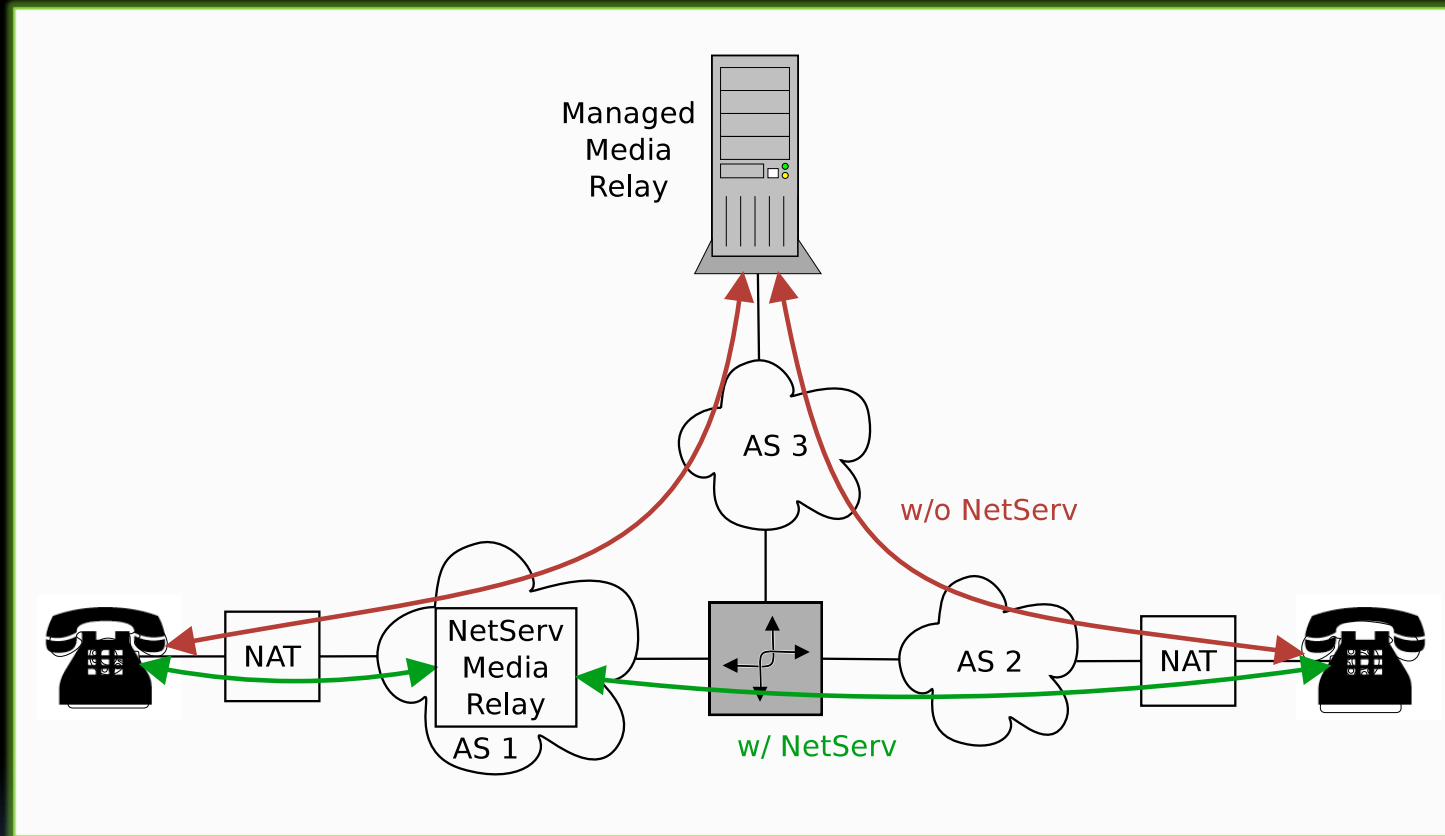 Managed
Media
Relay
AS 3
w/o NetServ
NAT
NetServ
Media
Relay
AS 1
AS 2
NAT
w/ NetServ